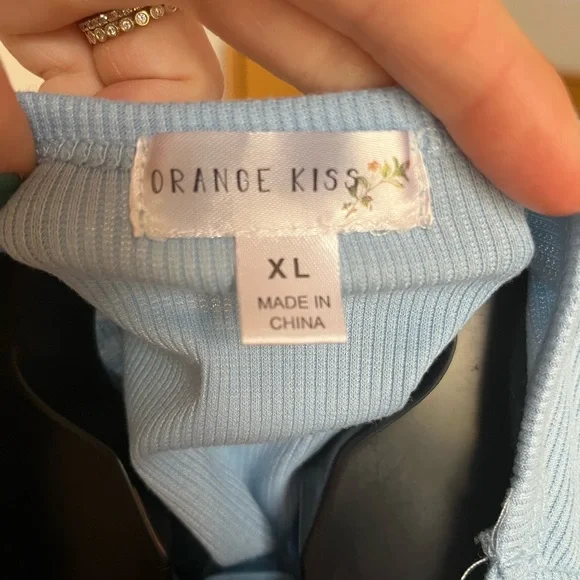 ORANGE KISS
XL
MADE IN
CHINA